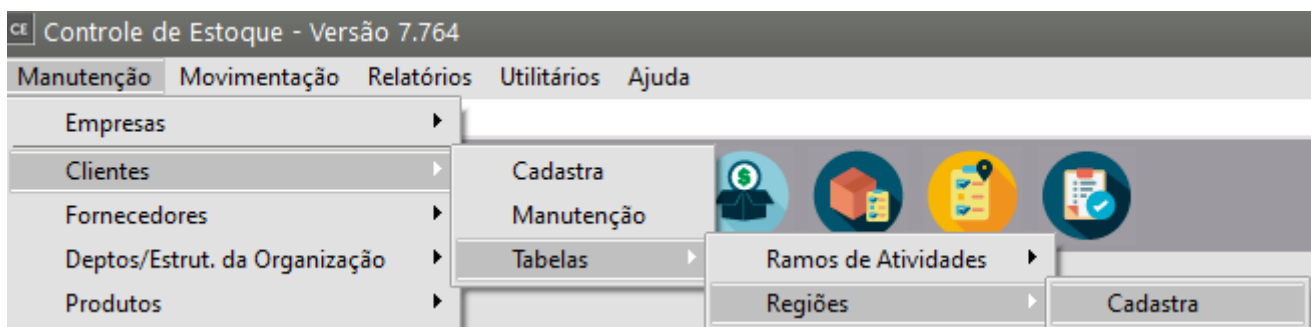 CE Controle de Estoque - Versão 7.764
Manutenção Movimentação Relatórios Utilitários Ajuda
Empresas
Clientes Cadastra
Fornecedores Manutenção
Deptos/Estrut. da Organização Tabelas Ramos de Atividades
Produtos Regiões Cadastra